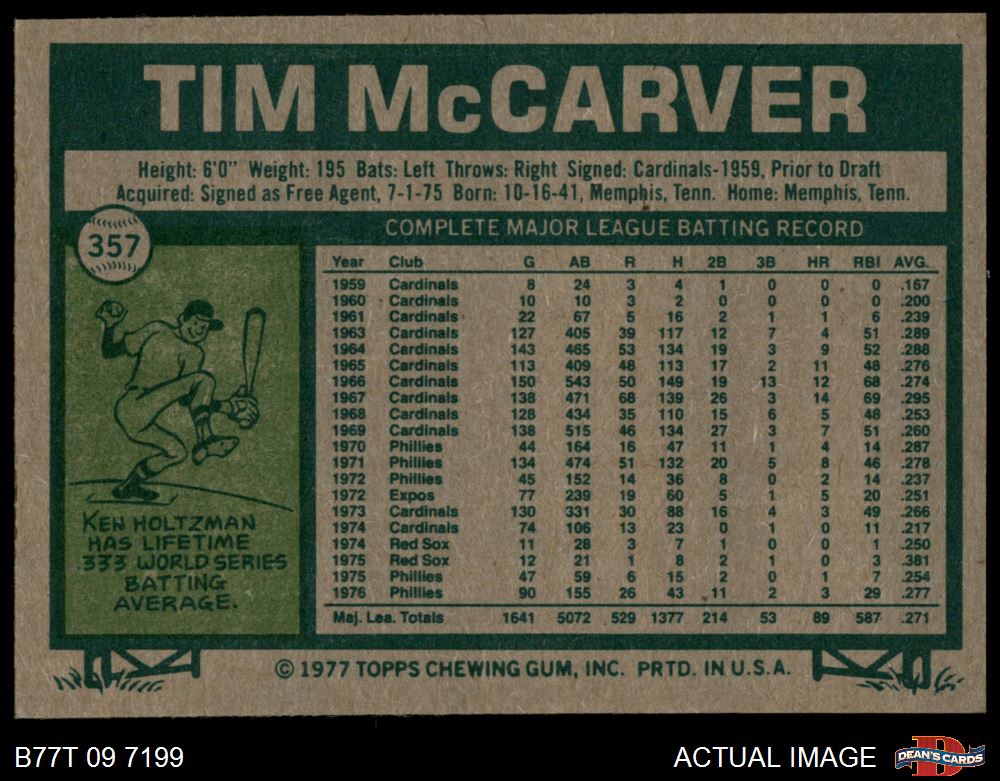 TIM McCARVER
Height: 6'0" Weight: 195 Bats: Left Throws: Right Signed: Cardinals-1959, Prior to Draft
Acquired: Signed as Free Agent, 7-1-75 Born: 10-16-41, Memphis, Tenn. Home: Memphis, Tenn.
357
COMPLETE MAJOR LEAGUE BATTING RECORD
Year Club G AB R H 2B 3B HR RBI AVG.
1959 Cardinals 8 24 3 4 1 0 0 0 .167
1960 Cardinals 10 10 3 2 0 0 0 0 .200
1961 Cardinals 22 67 5 16 2 1 1 6 .239
1963 Cardinals 127 405 39 117 12 7 4 51 .289
1964 Cardinals 143 465 53 134 19 3 9 52 .288
1965 Cardinals 113 409 48 113 17 2 11 48 .276
1966 Cardinals 150 543 50 149 19 13 12 68 .274
1967 Cardinals 138 471 68 139 26 3 14 69 .295
1968 Cardinals 128 434 35 110 15 6 5 48 .253
1969 Cardinals 138 515 46 134 27 3 7 51 .260
1970 Phillies 44 164 16 47 11 1 4 14 .287
1971 Phillies 134 474 51 132 20 5 8 46 .278
1972 Phillies 45 152 14 36 8 0 2 14 .237
1972 Expos 77 239 19 60 5 1 5 20 .251
1973 Cardinals 130 331 30 88 16 4 3 49 .266
1974 Cardinals 74 106 13 23 0 1 0 11 .217
1974 Red Sox 11 28 3 7 1 0 0 1 .250
1975 Red Sox 12 21 1 8 2 1 0 3 .381
1975 Phillies 47 59 6 15 2 0 1 7 .254
1976 Phillies 90 155 26 43 11 2 3 29 .277
Maj. Lea. Totals 1641 5072 529 1377 214 53 89 587 .271
KEN HOLTZMAN
HAS LIFETIME
.333 WORLD SERIES
BATTING
AVERAGE.
© 1977 TOPPS CHEWING GUM, INC. PRTD. IN U.S.A.
B77T 09 7199
ACTUAL IMAGE
D
DEAN'S CARDS